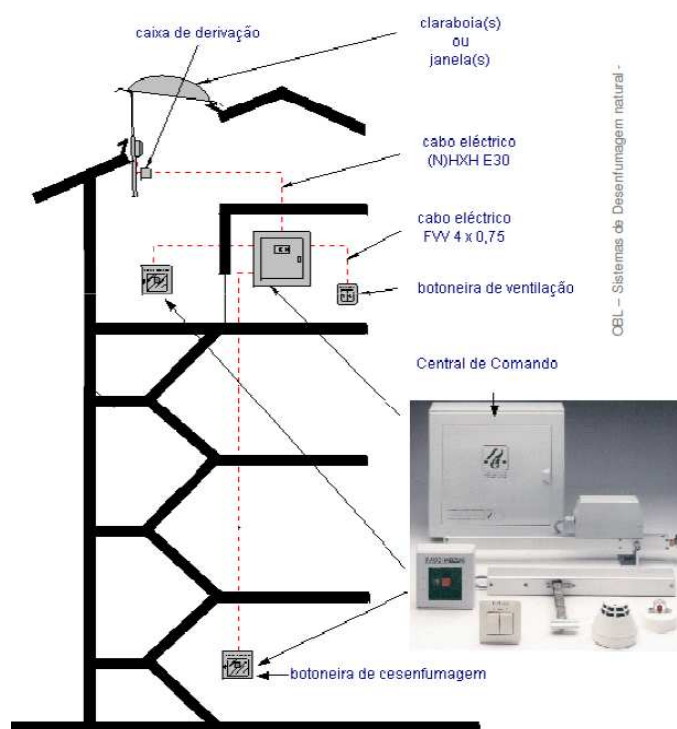 caixa de derivação
claraboia(s)
ou
janela(s)
cabo eléctrico
(N)HXH E30
cabo eléctrico
FVV 4 x 0,75
botoneira de ventilação
OBL – Sistemas de Desenfumagem natural -
Central de Comando
botoneira de cesenfumagem